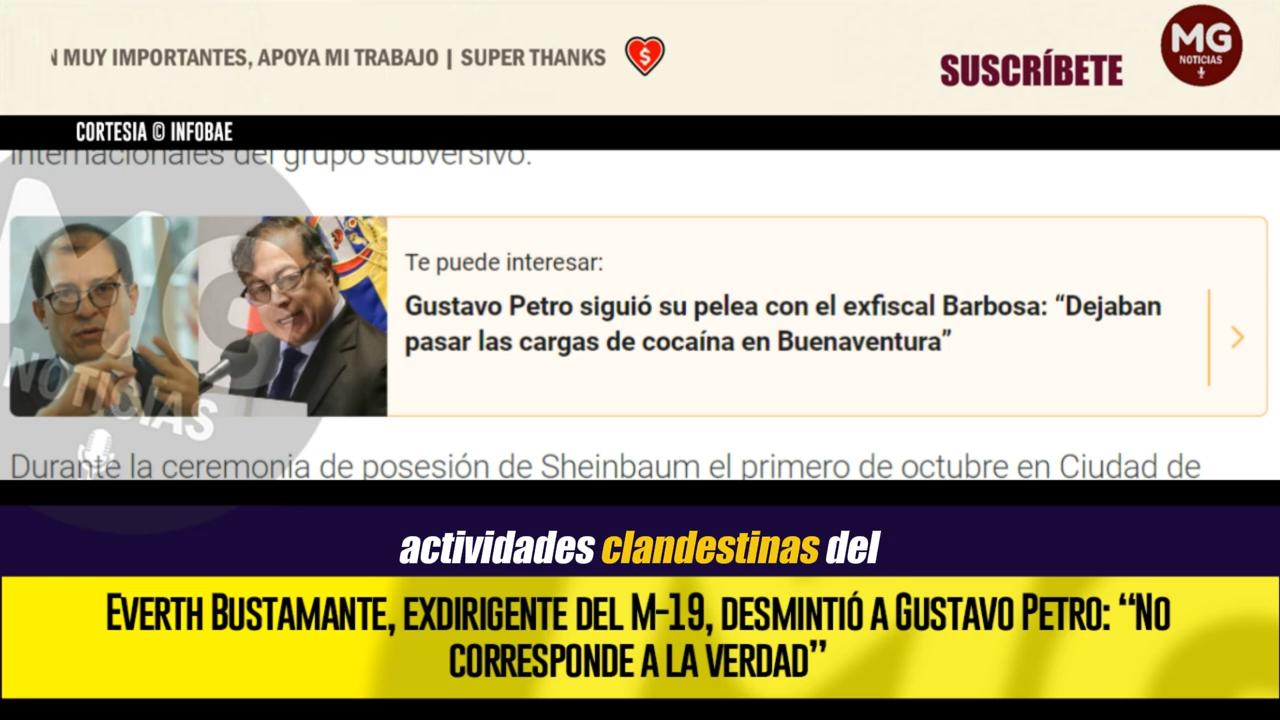 MUY IMPORTANTES, APOYA MI TRABAJO | SUPER THANKS
SUSCRÍBETE
MG
NOTICIAS
CORTESIA © INFOBAE
internacionales del grupo subversivo.
Te puede interesar:
Gustavo Petro siguió su pelea con el exfiscal Barbosa: “Dejaban
pasar las cargas de cocaína en Buenaventura”
NOTICIAS
Durante la ceremonia de posesión de Sheinbaum el primero de octubre en Ciudad de
actividades clandestinas del
EVERTH BUSTAMANTE, EXDIRIGENTE DEL M-19, DESMINTIÓ A GUSTAVO PETRO: “NO
CORRESPONDE A LA VERDAD”